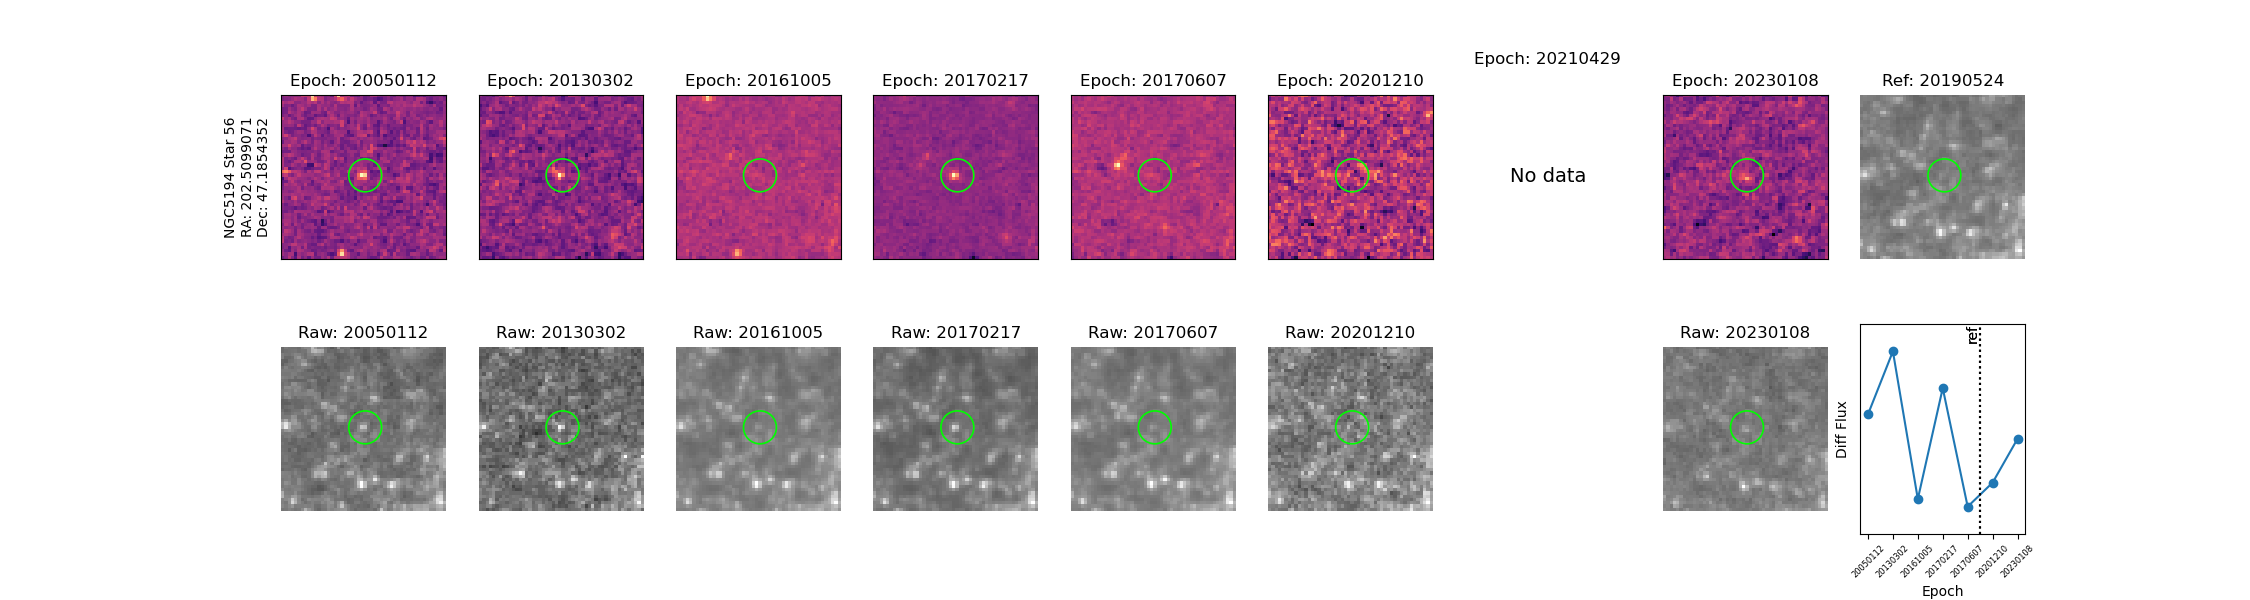 Epoch: 20210429
Epoch: 20050112
Epoch: 20130302
Epoch: 20161005
Epoch: 20170217
Epoch: 20170607
Epoch: 20201210
Epoch: 20230108
Ref: 20190524
NGC5194 Star 56
RA: 202.5099071
Dec: 47.1854352
No data
Raw: 20050112
Raw: 20130302
Raw: 20161005
Raw: 20170217
Raw: 20170607
Raw: 20201210
Raw: 20230108
ref
Diff Flux
20050112
20130302
20161005
20170217
20170607
20201210
20230108
Epoch